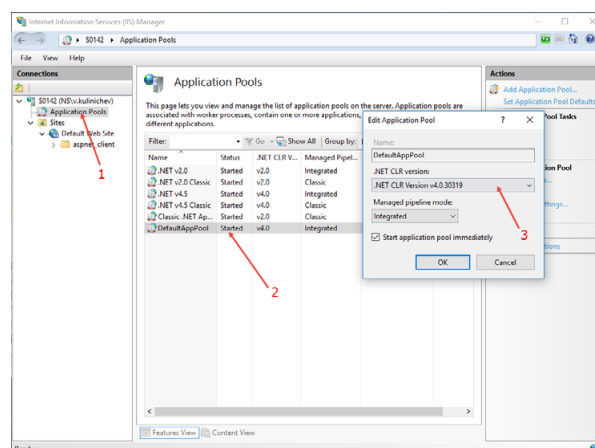 Internet Information Services (IIS) Manager
S0142 Application Pools
File View Help
Connections
S0142 (NS\v.kulinichev)
Application Pools
Sites
Default Web Site
aspnet_client
1
Application Pools
This page lets you view and manage the list of application pools on the server. Application pools are
associated with worker processes, contain one or more applications,
different applications.
Filter: Go Show All Group by:
Name Status .NET CLR V... Managed Pipel...
.NET v2.0 Started v2.0 Integrated
.NET v2.0 Classic Started v2.0 Classic
.NET v4.5 Started v4.0 Integrated
.NET v4.5 Classic Started v4.0 Classic
Classic .NET Ap... Started v2.0 Classic
DefaultAppPool Started v4.0 Integrated
2
Features View Content View
Edit Application Pool
Name:
DefaultAppPool
.NET CLR version:
.NET CLR Version v4.0.30319
Managed pipeline mode:
Integrated
Start application pool immediately
OK Cancel
3
Actions
Add Application Pool...
Set Application Pool Defaults
Pool Tasks
ion Pool
ttings...
tions